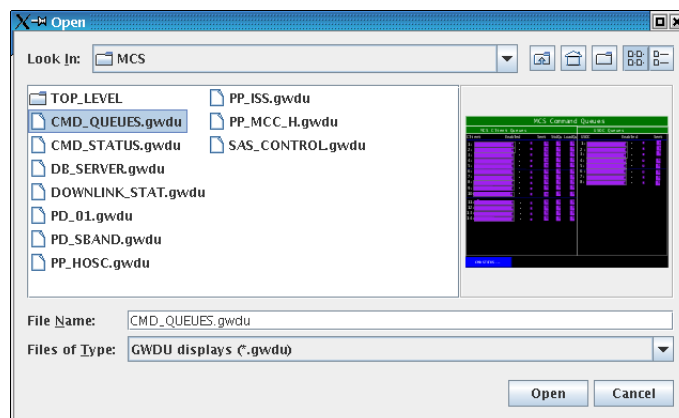 Open
Look In: MCS
TOP_LEVEL
CMD_QUEUES.gwdu
CMD_STATUS.gwdu
DB_SERVER.gwdu
DOWNLINK_STAT.gwdu
PD_01.gwdu
PD_SBAND.gwdu
PP_HOSC.gwdu
PP_ISS.gwdu
PP_MCC_H.gwdu
SAS_CONTROL.gwdu
MCS Command Queues
File Name: CMD_QUEUES.gwdu
Files of Type: GWDU displays (*.gwdu)
Open Cancel